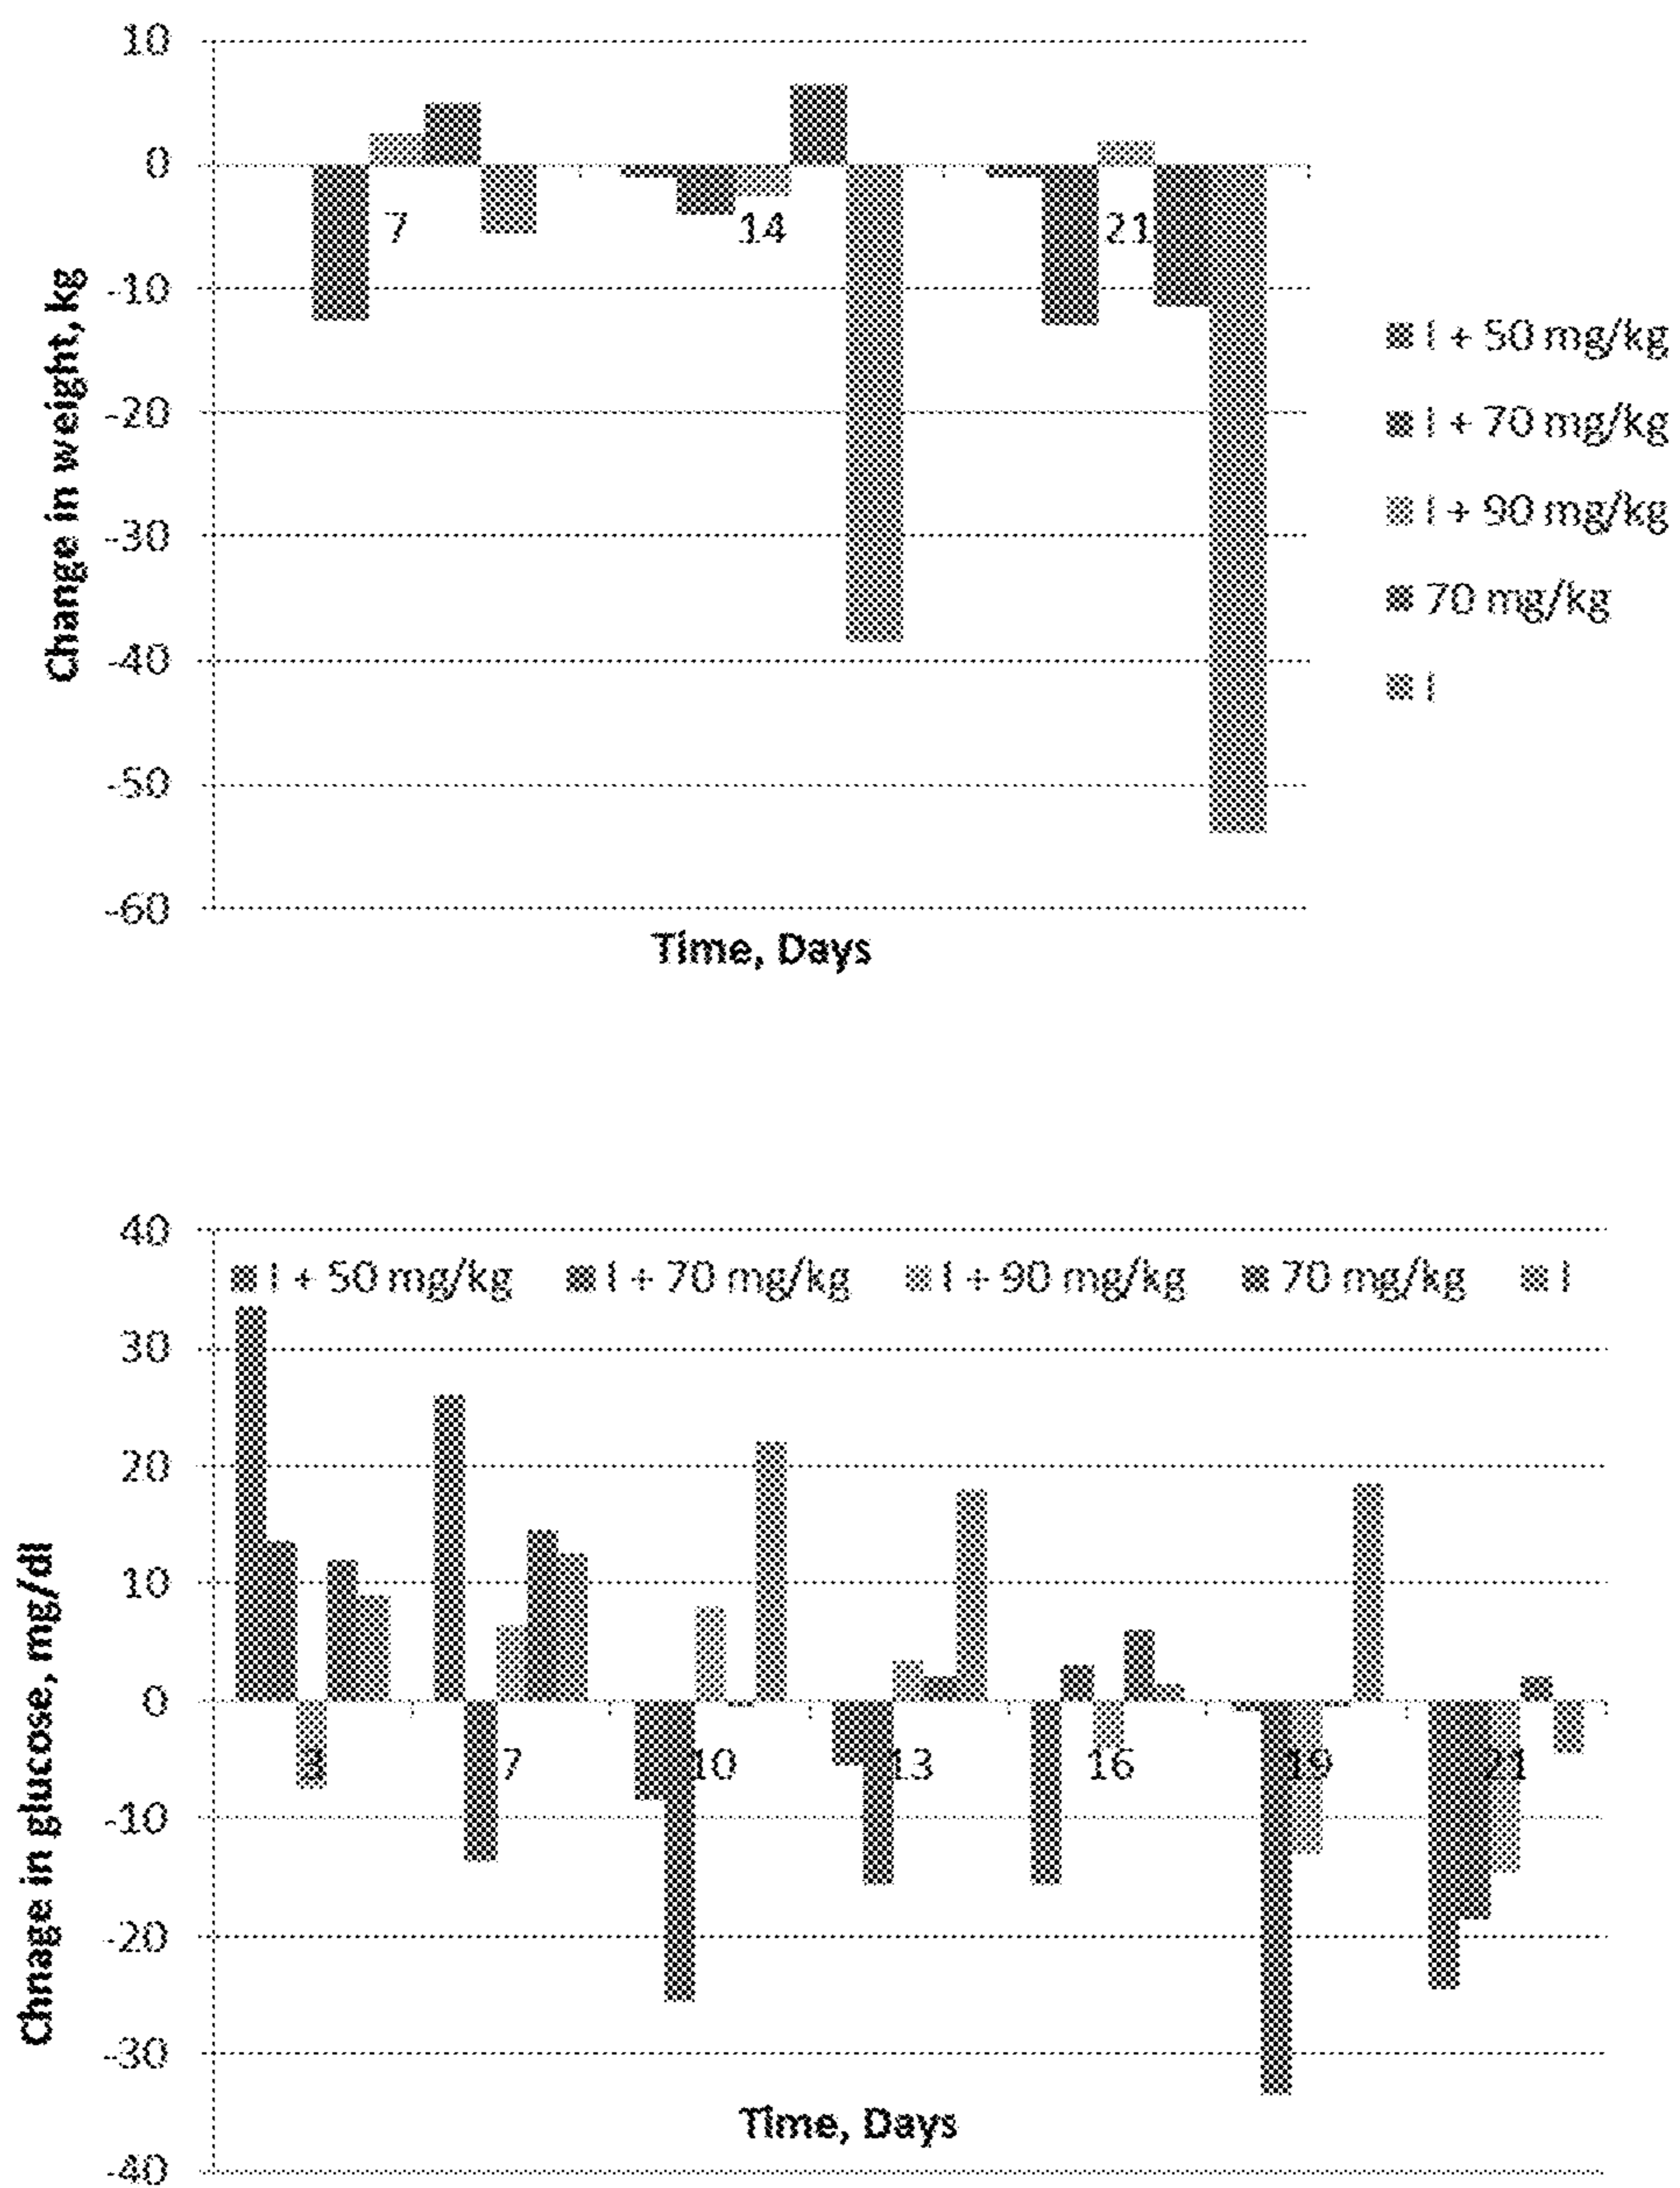 10
0
-10
-20
-30
-40
-50
-60
Change in weight, kg
7
14
21
Time, Days
I + 50 mg/kg
I + 70 mg/kg
I + 90 mg/kg
70 mg/kg
I
40
30
20
10
0
-10
-20
-30
-40
Chnage in glucose, mg/dl
I + 50 mg/kg I + 70 mg/kg I + 90 mg/kg 70 mg/kg I
3 7 10 13 16 19 21
Time, Days